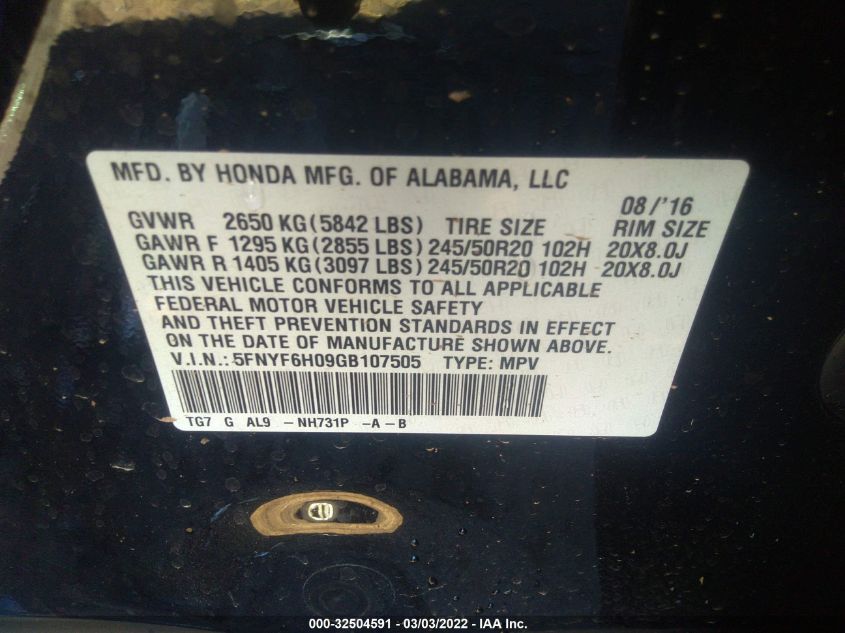 MFD. BY HONDA MFG. OF ALABAMA, LLC
08/'16
GVWR 2650 KG(5842 LBS) TIRE SIZE RIM SIZE
GAWR F 1295 KG(2855 LBS) 245/50R20 102H 20X8.0J
GAWR R 1405 KG(3097 LBS) 245/50R20 102H 20X8.0J
THIS VEHICLE CONFORMS TO ALL APPLICABLE
FEDERAL MOTOR VEHICLE SAFETY
AND THEFT PREVENTION STANDARDS IN EFFECT
ON THE DATE OF MANUFACTURE SHOWN ABOVE.
V.I.N.: 5FNYF6H09GB107505 TYPE: MPV
TG7 G AL9 -NH731P -A -B
000-32504591 - 03/03/2022 - IAA Inc.